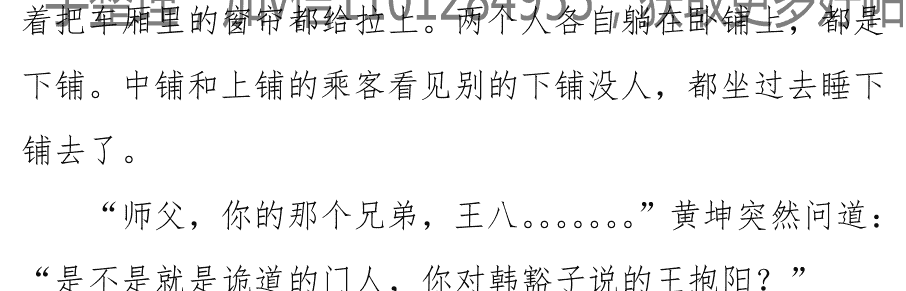 着把车厢里的窗帘都给拉上。两个人各自躺在卧铺上，都是
下铺。中铺和上铺的乘客看见别的下铺没人，都坐过去睡下
铺去了。
“师父，你的那个兄弟，王八。。。。。。。”黄坤突然问道：
“是不是就是诡道的门人，你对韩豁子说的王抱阳？”